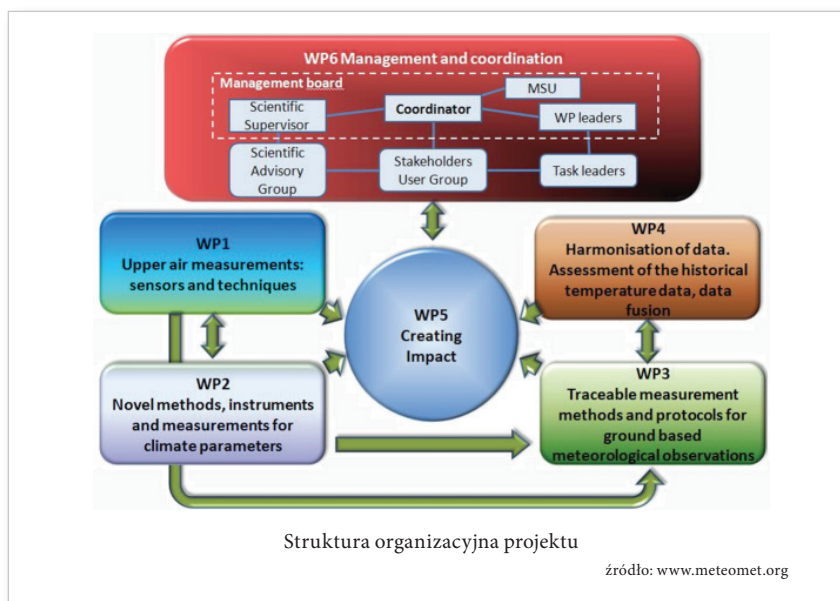 WP6 Management and coordination
Management board
MSU
Scientific
Supervisor
Coordinator
WP leaders
Scientific
Advisory
Group
Stakeholders
User Group
Task leaders
WP1
Upper air measurements:
sensors and techniques
WP4
Harmonisation of data.
Assessment of the historical
temperature data, data
fusion
WP5
Creating
Impact
WP2
Novel methods, instruments
and measurements for
climate parameters
WP3
Traceable measurement
methods and protocols for
ground based
meteorological observations
Struktura organizacyjna projektu
źródło: www.meteomet.org